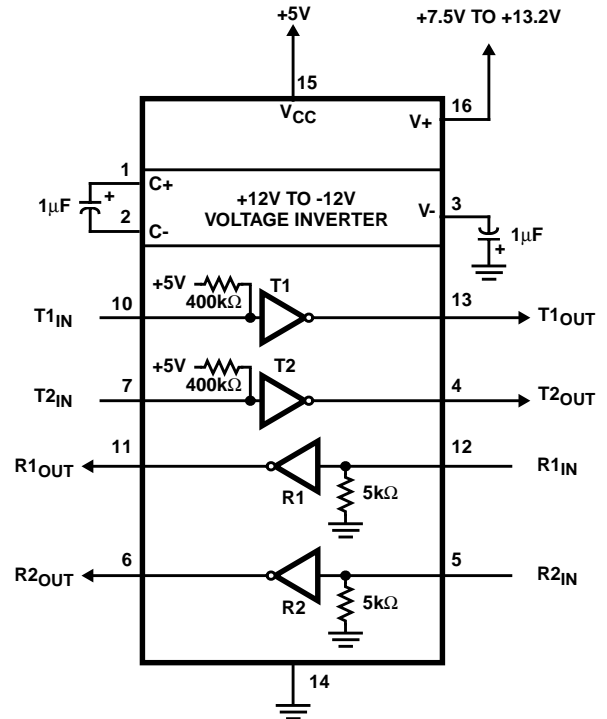 +5V
+7.5V TO +13.2V
15
VCC
16
V+
1
C+
1μF
+
2
C-
+12V TO -12V
VOLTAGE INVERTER
V-
3
1μF
+
+5V
400kΩ
T1
T1IN
10
13
T1OUT
+5V
400kΩ
T2
T2IN
7
4
T2OUT
R1OUT
11
R1
5kΩ
12
R1IN
R2OUT
6
R2
5kΩ
5
R2IN
14